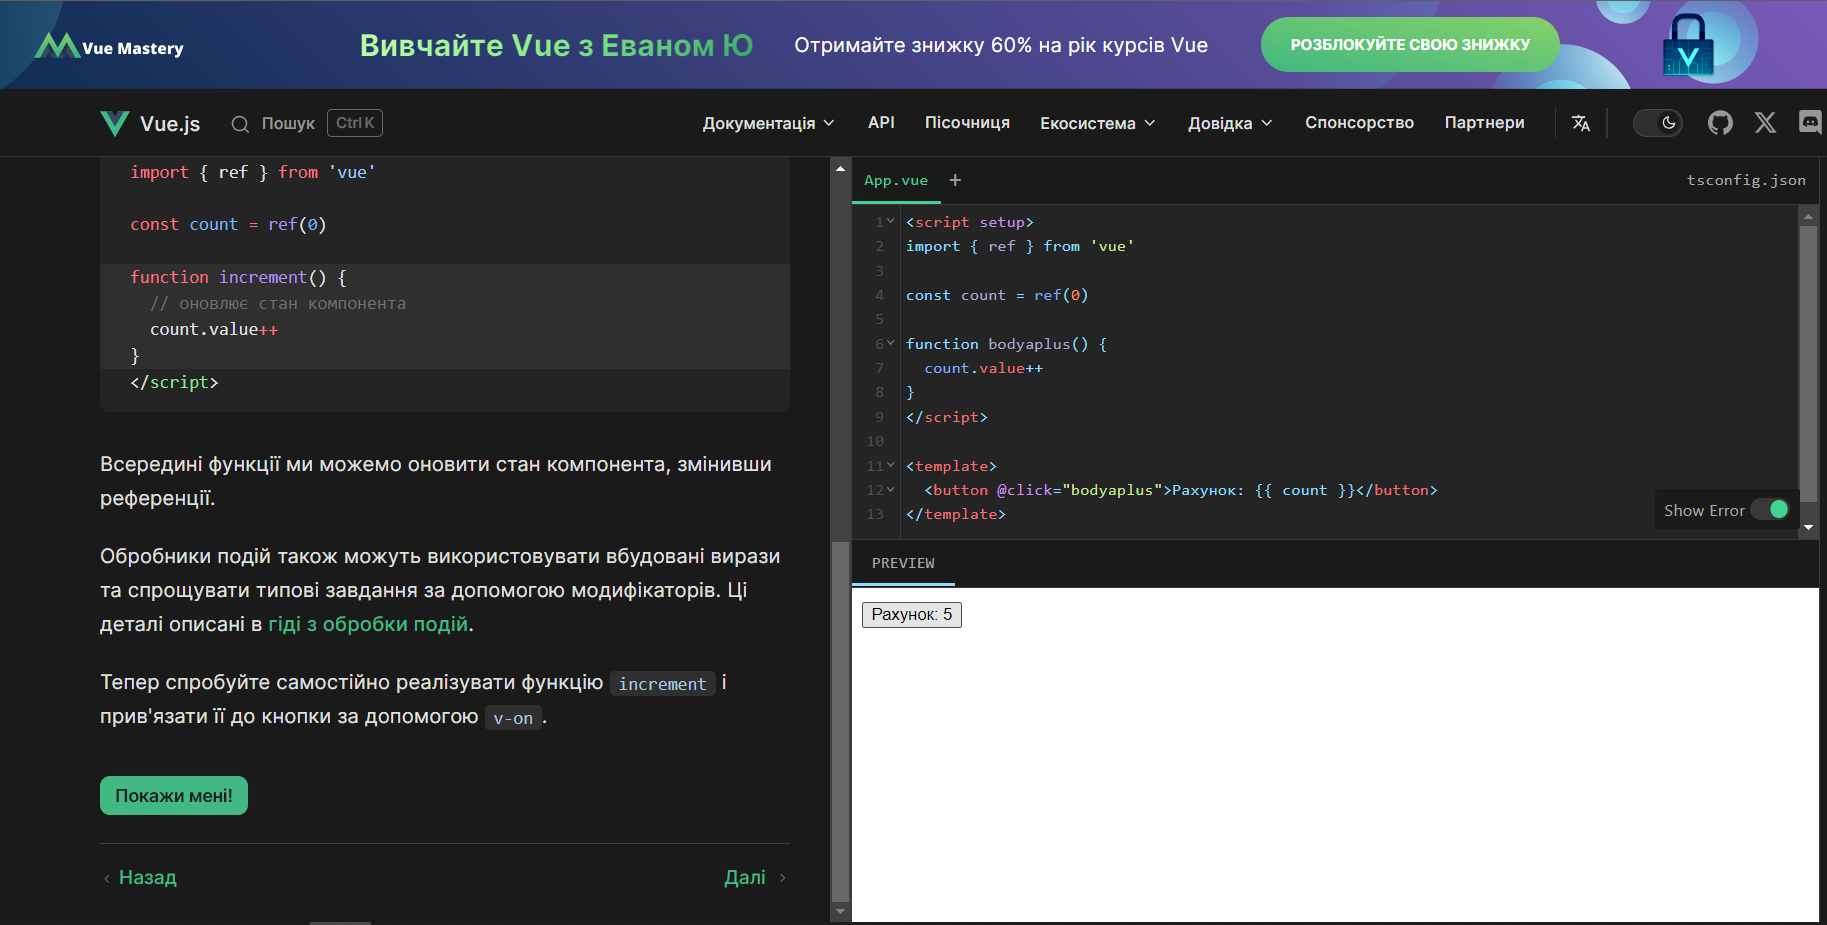 Vue Mastery
Вивчайте Vue з Еваном Ю
Отримайте знижку 60% на рік курсів Vue
РОЗБЛОКУЙТЕ СВОЮ ЗНИЖКУ
Vue.js
Пошук
Ctrl K
Документація
API
Пісочниця
Екосистема
Довідка
Спонсорство
Партнери
import { ref } from 'vue'
const count = ref(0)
function increment() {
// оновлює стан компонента
count.value++
}
</script>
Всередині функції ми можемо оновити стан компонента, змінивши
референції.
Обробники подій також можуть використовувати вбудовані вирази
та спрощувати типові завдання за допомогою модифікаторів. Ці
деталі описані в гіді з обробки подій.
Тепер спробуйте самостійно реалізувати функцію increment і
прив'язати її до кнопки за допомогою v-on.
Покажи мені!
Назад
Далі
App.vue +
tsconfig.json
1 <script setup>
2 import { ref } from 'vue'
3
4 const count = ref(0)
5
6 function bodyaplus() {
7 count.value++
8 }
9 </script>
10
11 <template>
12 <button @click="bodyaplus">Рахунок: {{ count }}</button>
13 </template>
Show Error
PREVIEW
Рахунок: 5